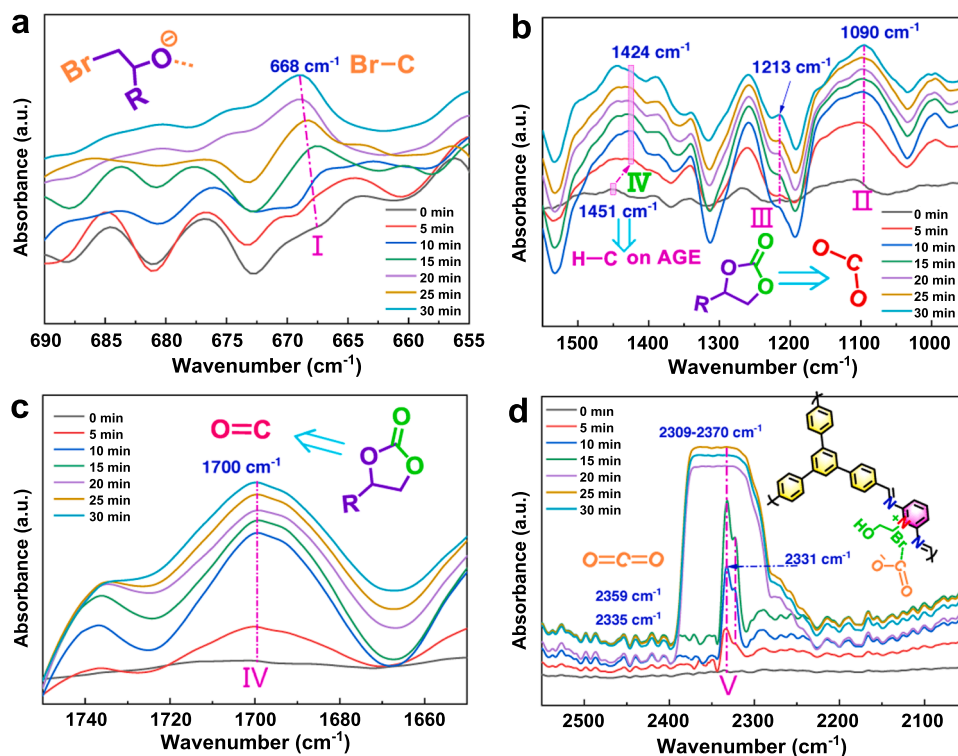 a
Br
O
⊖
R
668 cm-1
Br–C
I
0 min
5 min
10 min
15 min
20 min
25 min
30 min
Absorbance (a.u.)
690 685 680 675 670 665 660 655
Wavenumber (cm-1)
b
1424 cm-1
1213 cm-1
1090 cm-1
IV
1451 cm-1
III
II
H–C on AGE
O
O
O
R
O
C
O
0 min
5 min
10 min
15 min
20 min
25 min
30 min
Absorbance (a.u.)
1500 1400 1300 1200 1100 1000
Wavenumber (cm-1)
c
0 min
5 min
10 min
15 min
20 min
25 min
30 min
O=C
1700 cm-1
O
O
O
R
IV
Absorbance (a.u.)
1740 1720 1700 1680 1660
Wavenumber (cm-1)
d
0 min
5 min
10 min
15 min
20 min
25 min
30 min
2309-2370 cm-1
O=C=O
2331 cm-1
2359 cm-1
2335 cm-1
N
+
N
N
HO
Br
O
-
C
O
V
Absorbance (a.u.)
2500 2400 2300 2200 2100
Wavenumber (cm-1)